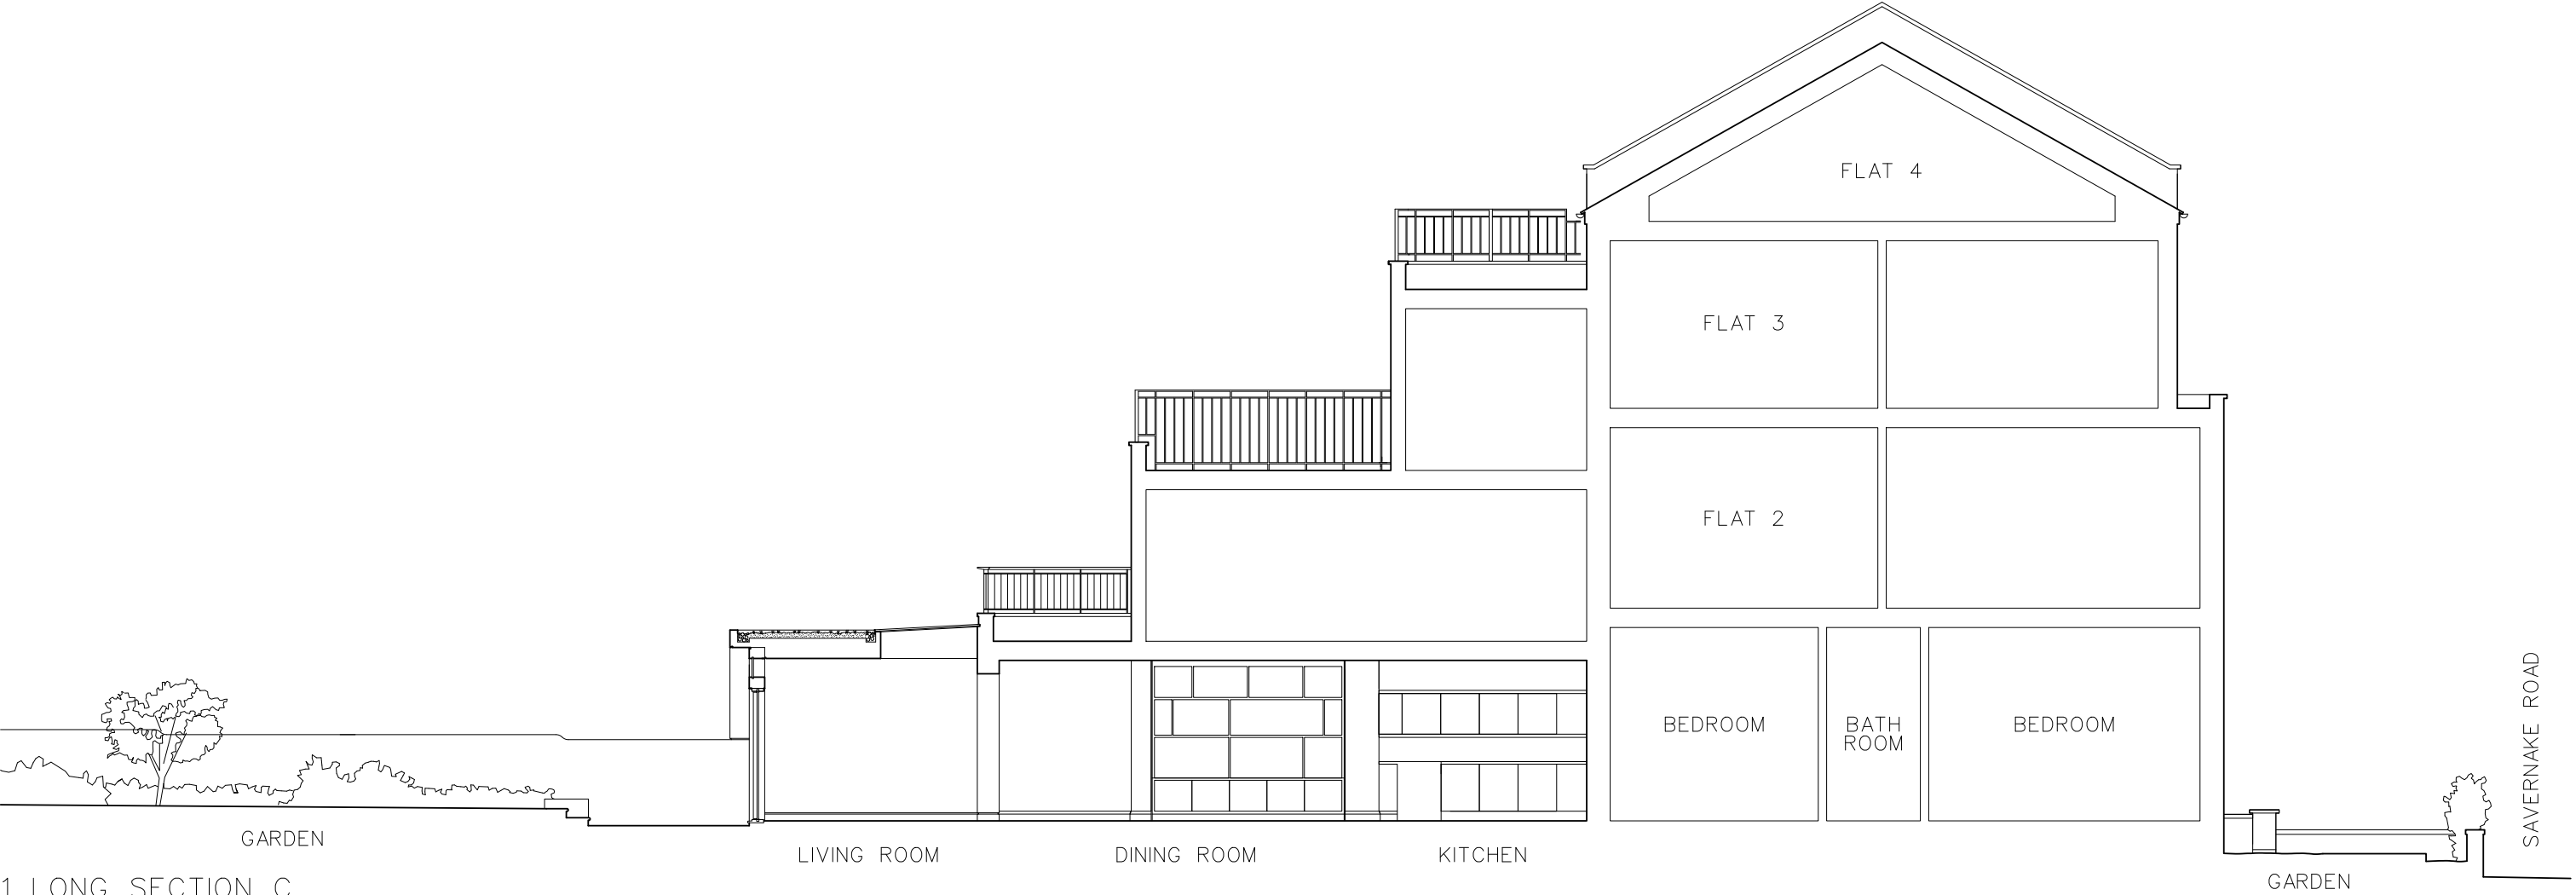 FLAT 4
FLAT 3
FLAT 2
BEDROOM
BATH
ROOM
BEDROOM
SAVERNAKE ROAD
GARDEN
LIVING ROOM
DINING ROOM
KITCHEN
GARDEN
1 LONG SECTION C